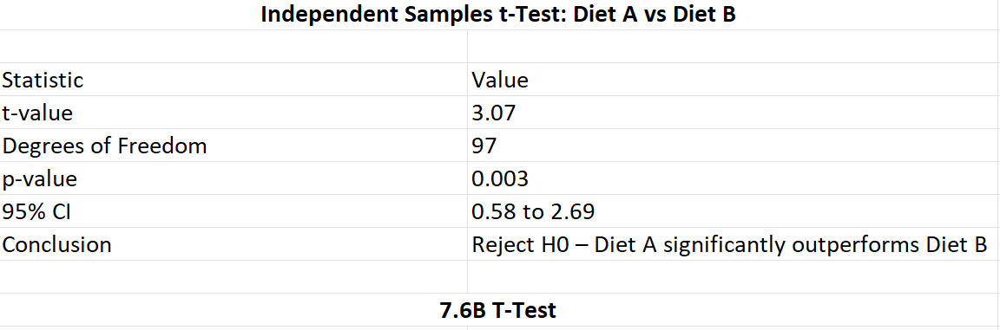 Independent Samples t-Test: Diet A vs Diet B
Statistic Value
t-value 3.07
Degrees of Freedom 97
p-value 0.003
95% CI 0.58 to 2.69
Conclusion Reject H0 – Diet A significantly outperforms Diet B
7.6B T-Test